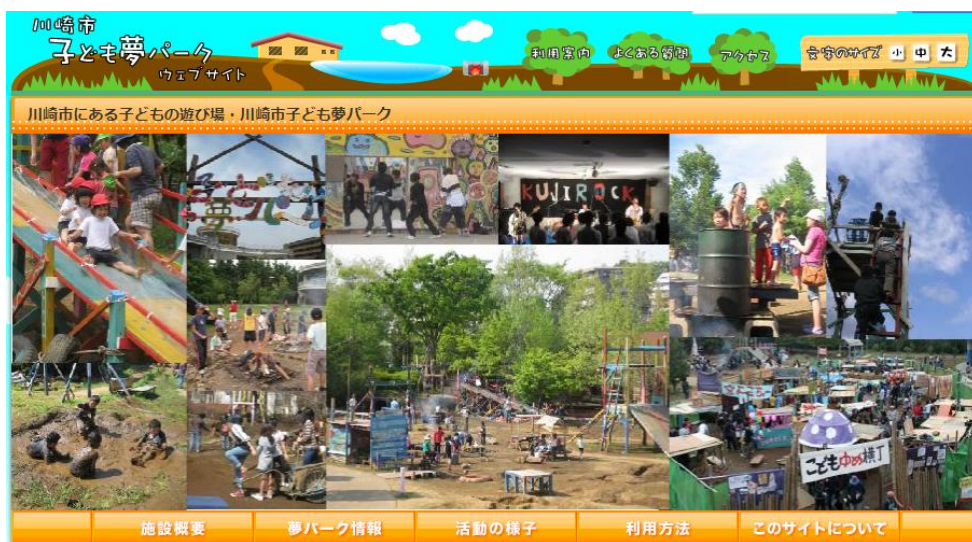 川崎市
子ども夢パーク
ウェブサイト
利用案内
よくある質問
アクセス
文字のサイズ 小 中 大
川崎市にある子どもの遊び場・川崎市子ども夢パーク
KUJIROCK
こどもゆめ横丁
施設概要
夢パーク情報
活動の様子
利用方法
このサイトについて